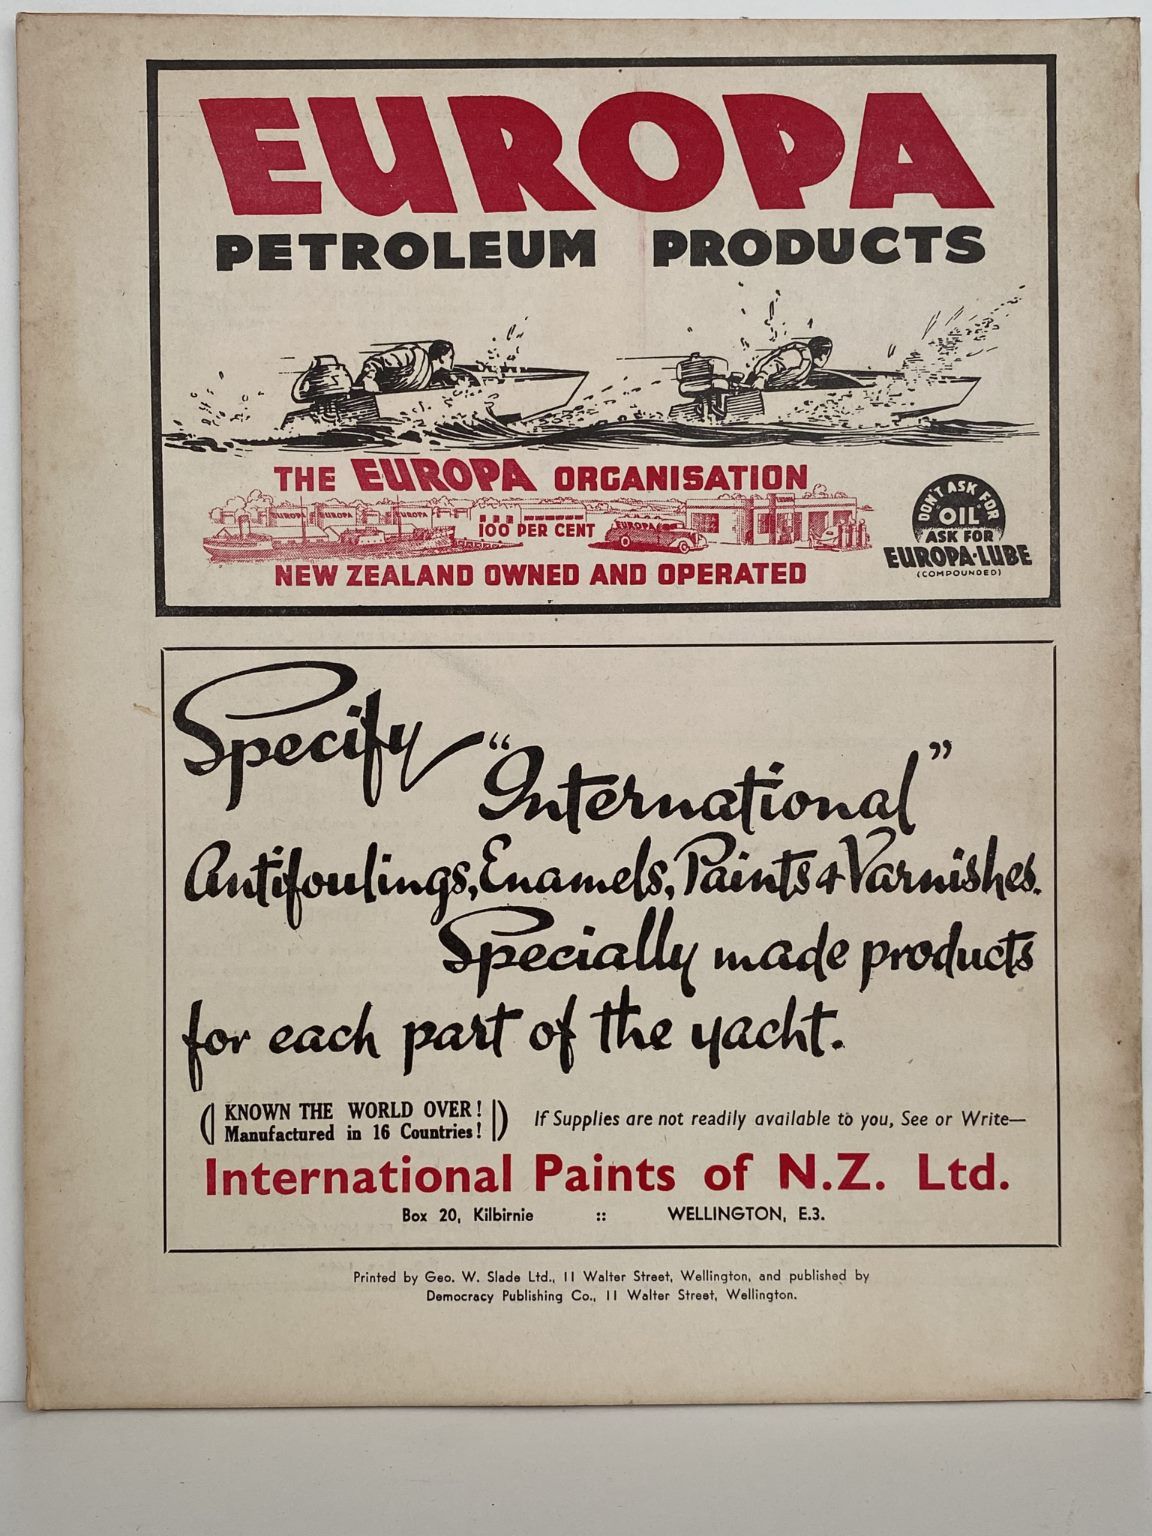 EUROPA
PETROLEUM PRODUCTS
THE EUROPA ORGANISATION
EUROPA EUROPA EUROPA
100 PER CENT
EUROPA
NEW ZEALAND OWNED AND OPERATED
DON'T ASK FOR
OIL
ASK FOR
EUROPA-LUBE
(COMPOUNDED)
Specify "International"
Antifoulings, Enamels, Paints & Varnishes.
Specially made products
for each part of the yacht.
KNOWN THE WORLD OVER!
Manufactured in 16 Countries!
If Supplies are not readily available to you, See or Write—
International Paints of N.Z. Ltd.
Box 20, Kilbirnie :: WELLINGTON, E.3.
Printed by Geo. W. Slade Ltd., 11 Walter Street, Wellington, and published by
Democracy Publishing Co., 11 Walter Street, Wellington.